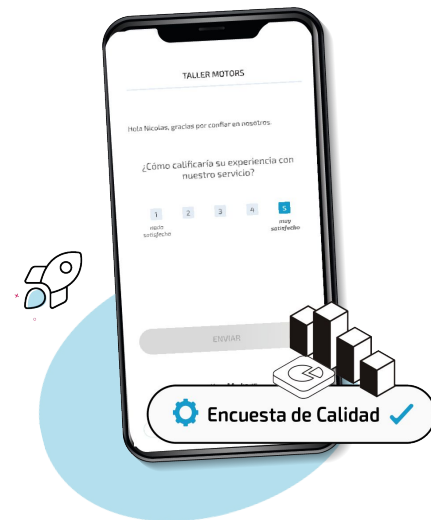 TALLER MOTORS
Hola Nicolas, gracias por confiar en nosotros
¿Cómo calificaría su experiencia con
nuestro servicio?
1 2 3 4 5
nada muy
satisfecho satisfecho
ENVIAR
Encuesta de Calidad